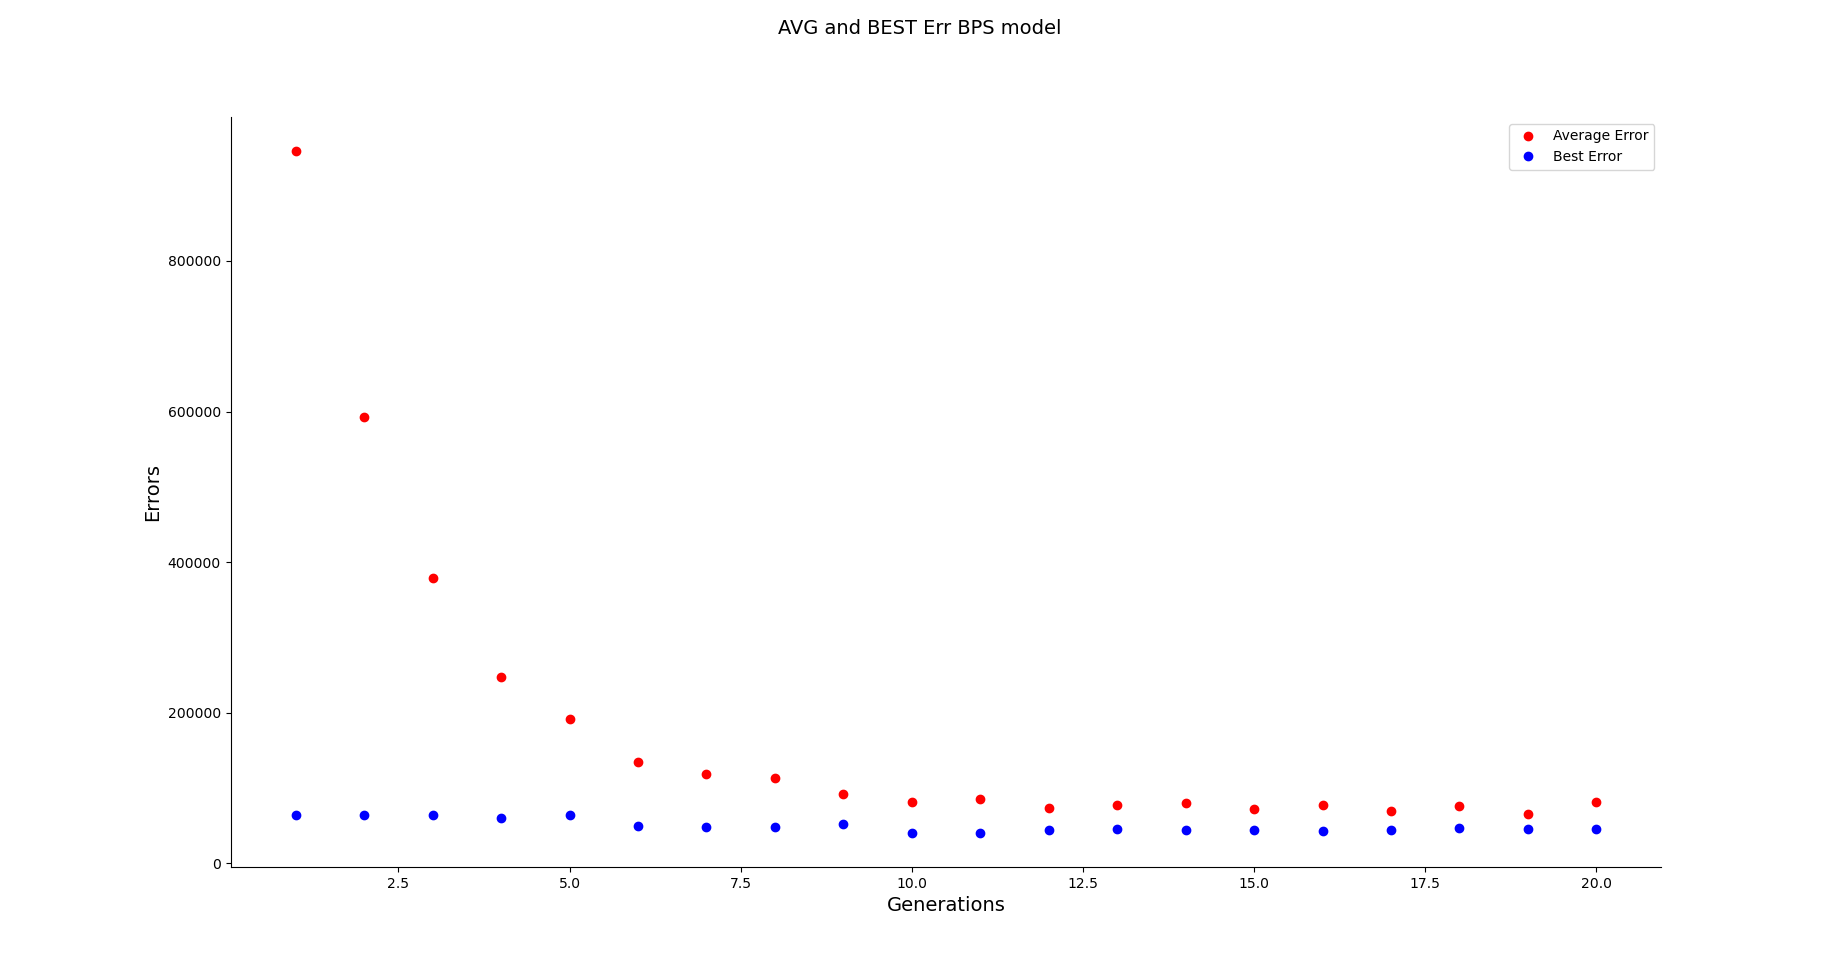 AVG and BEST Err BPS model
Average Error
Best Error
Errors
800000
600000
400000
200000
0
2.5 5.0 7.5 10.0 12.5 15.0 17.5 20.0
Generations